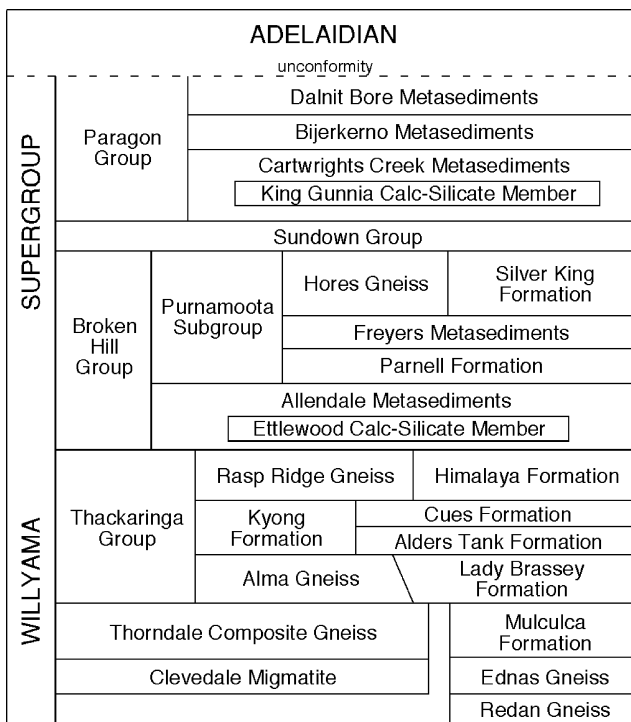 ADELAIDIAN
unconformity
WILLYAMA SUPERGROUP
Paragon
Group
Dalnit Bore Metasediments
Bijerkerno Metasediments
Cartwrights Creek Metasediments
King Gunnia Calc-Silicate Member
Sundown Group
Broken
Hill
Group
Purnamoota
Subgroup
Hores Gneiss
Silver King
Formation
Freyers Metasediments
Parnell Formation
Allendale Metasediments
Ettlewood Calc-Silicate Member
Thackaringa
Group
Rasp Ridge Gneiss
Himalaya Formation
Kyong
Formation
Cues Formation
Alders Tank Formation
Alma Gneiss
Lady Brassey
Formation
Thorndale Composite Gneiss
Mulculca
Formation
Clevedale Migmatite
Ednas Gneiss
Redan Gneiss